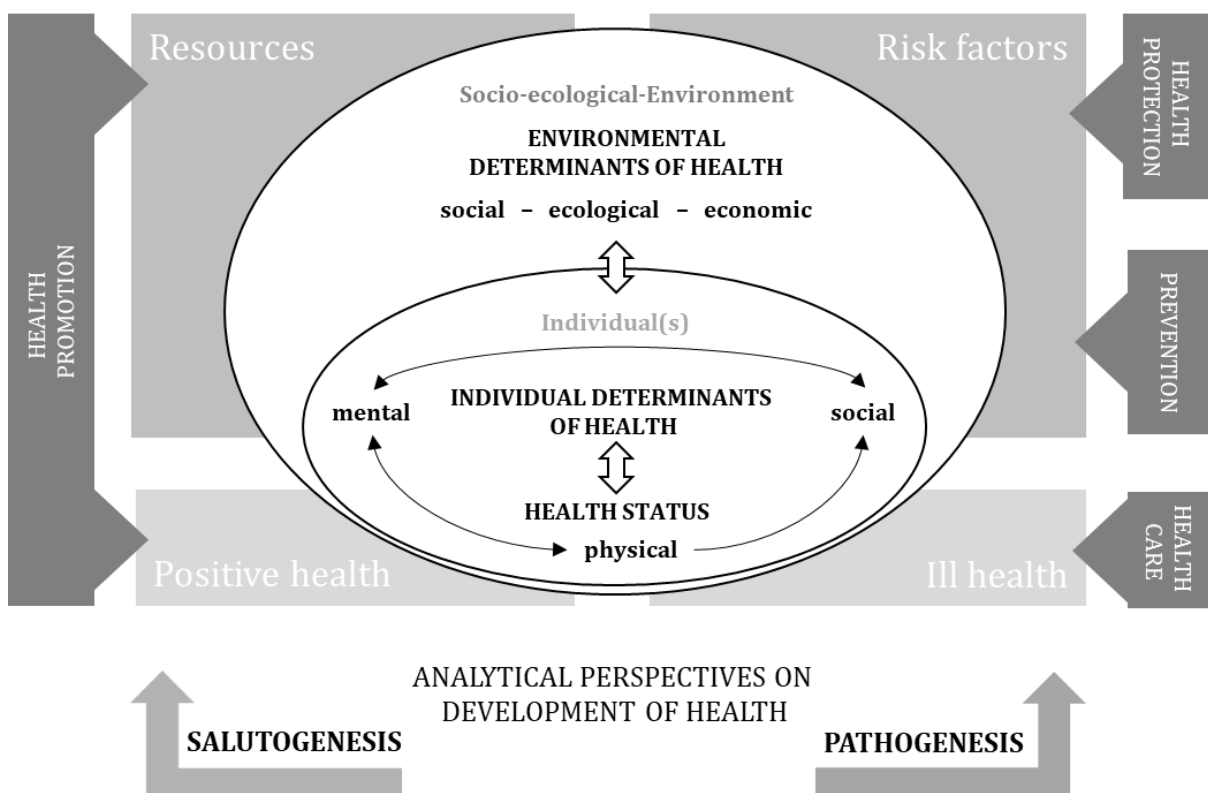 Resources
Risk factors
HEALTH
PROTECTION
Socio-ecological-Environment
ENVIRONMENTAL
DETERMINANTS OF HEALTH
social – ecological – economic
HEALTH
PROMOTION
PREVENTION
Individual(s)
mental
INDIVIDUAL DETERMINANTS
OF HEALTH
social
HEALTH STATUS
physical
Positive health
Ill health
HEALTH
CARE
ANALYTICAL PERSPECTIVES ON
DEVELOPMENT OF HEALTH
SALUTOGENESIS
PATHOGENESIS